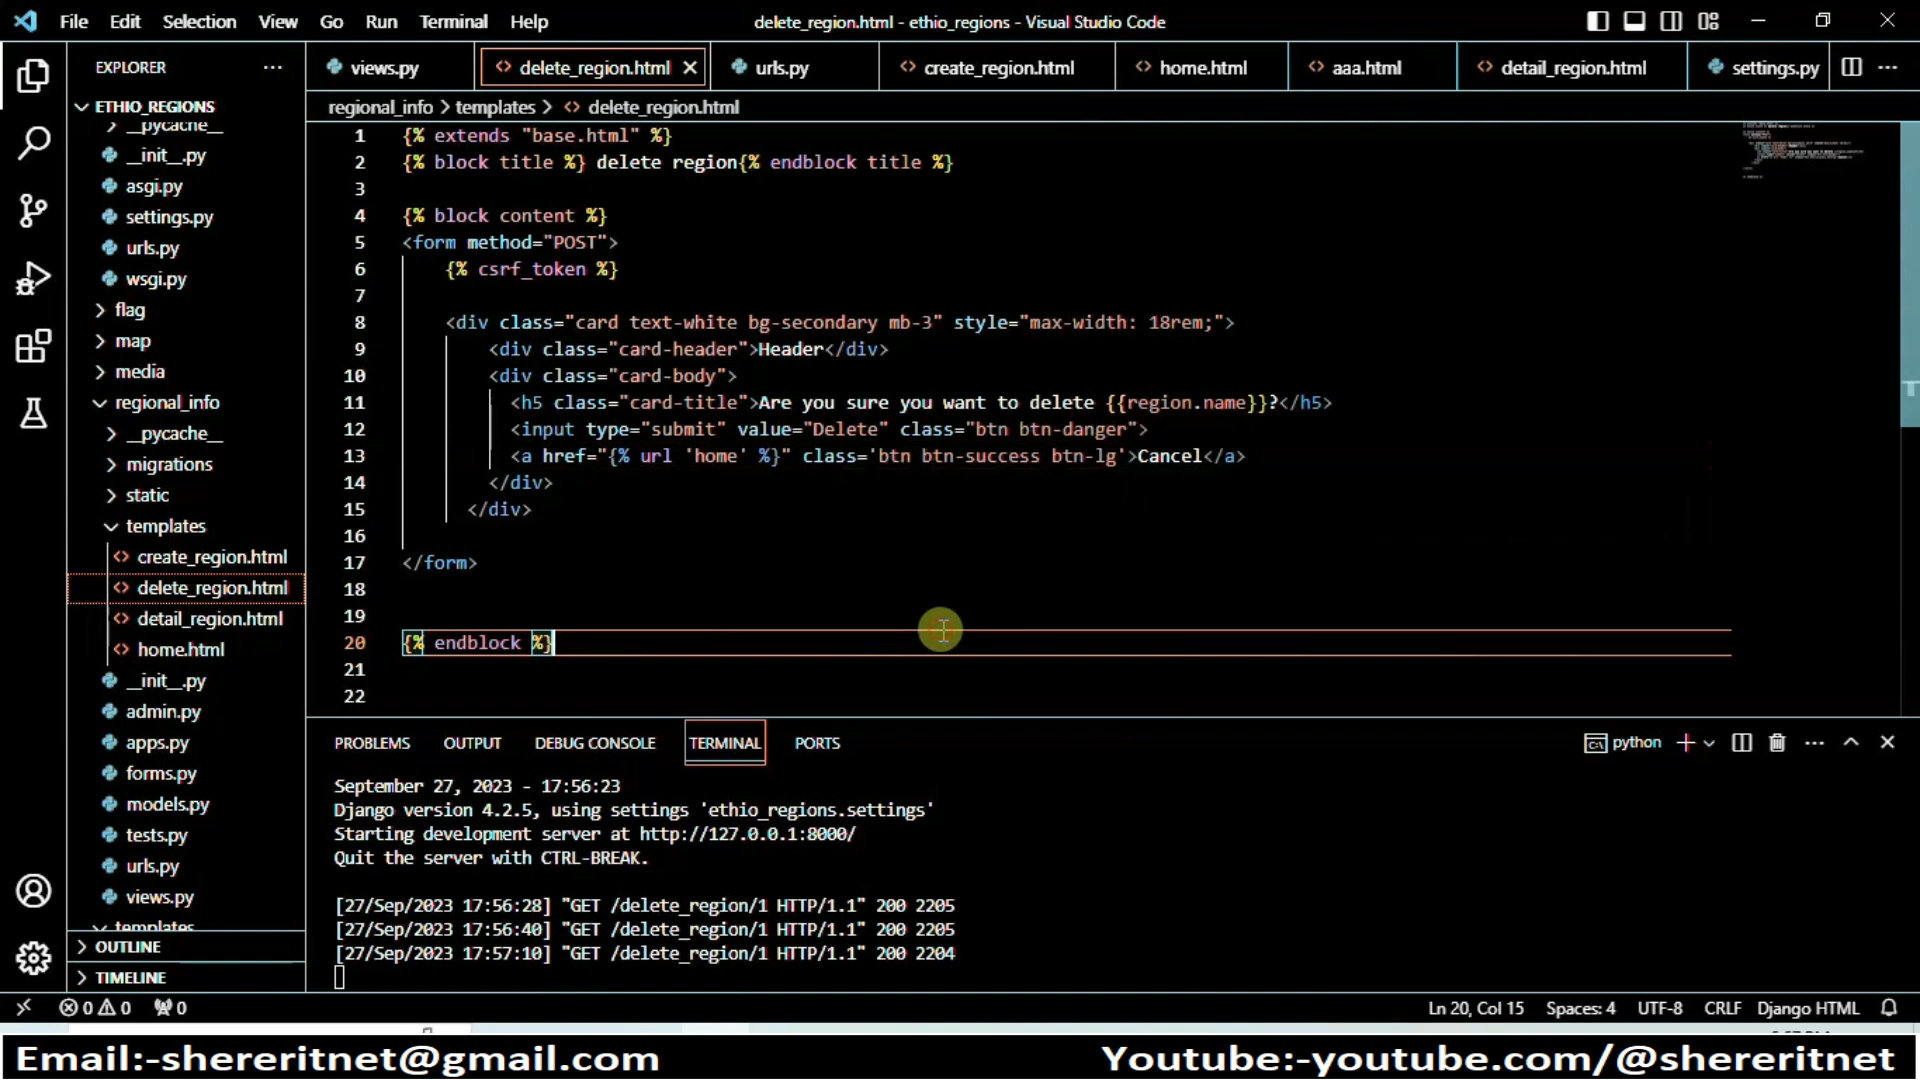 File Edit Selection View Go Run Terminal Help
delete_region.html - ethio_regions - Visual Studio Code
EXPLORER
views.py
delete_region.html
urls.py
create_region.html
home.html
aaa.html
detail_region.html
settings.py
ETHIO_REGIONS
__pycache__
__init__.py
asgi.py
settings.py
urls.py
wsgi.py
flag
map
media
regional_info
__pycache__
migrations
static
templates
create_region.html
delete_region.html
detail_region.html
home.html
__init__.py
admin.py
apps.py
forms.py
models.py
tests.py
urls.py
views.py
templates
OUTLINE
TIMELINE
regional_info > templates > <> delete_region.html
1 {% extends "base.html" %}
2 {% block title %} delete region{% endblock title %}
3
4 {% block content %}
5 <form method="POST">
6 {% csrf_token %}
7
8 <div class="card text-white bg-secondary mb-3" style="max-width: 18rem;">
9 <div class="card-header">Header</div>
10 <div class="card-body">
11 <h5 class="card-title">Are you sure you want to delete {{region.name}}?</h5>
12 <input type="submit" value="Delete" class="btn btn-danger">
13 <a href="{% url 'home' %}" class='btn btn-success btn-lg'>Cancel</a>
14 </div>
15 </div>
16
17 </form>
18
19
20 {% endblock %}
21
22
PROBLEMS OUTPUT DEBUG CONSOLE TERMINAL PORTS
python
September 27, 2023 - 17:56:23
Django version 4.2.5, using settings 'ethio_regions.settings'
Starting development server at http://127.0.0.1:8000/
Quit the server with CTRL-BREAK.
[27/Sep/2023 17:56:28] "GET /delete_region/1 HTTP/1.1" 200 2205
[27/Sep/2023 17:56:40] "GET /delete_region/1 HTTP/1.1" 200 2205
[27/Sep/2023 17:57:10] "GET /delete_region/1 HTTP/1.1" 200 2204
0 0 0
Ln 20, Col 15 Spaces: 4 UTF-8 CRLF Django HTML
Email:-shereritnet@gmail.com
Youtube:-youtube.com/@shereritnet